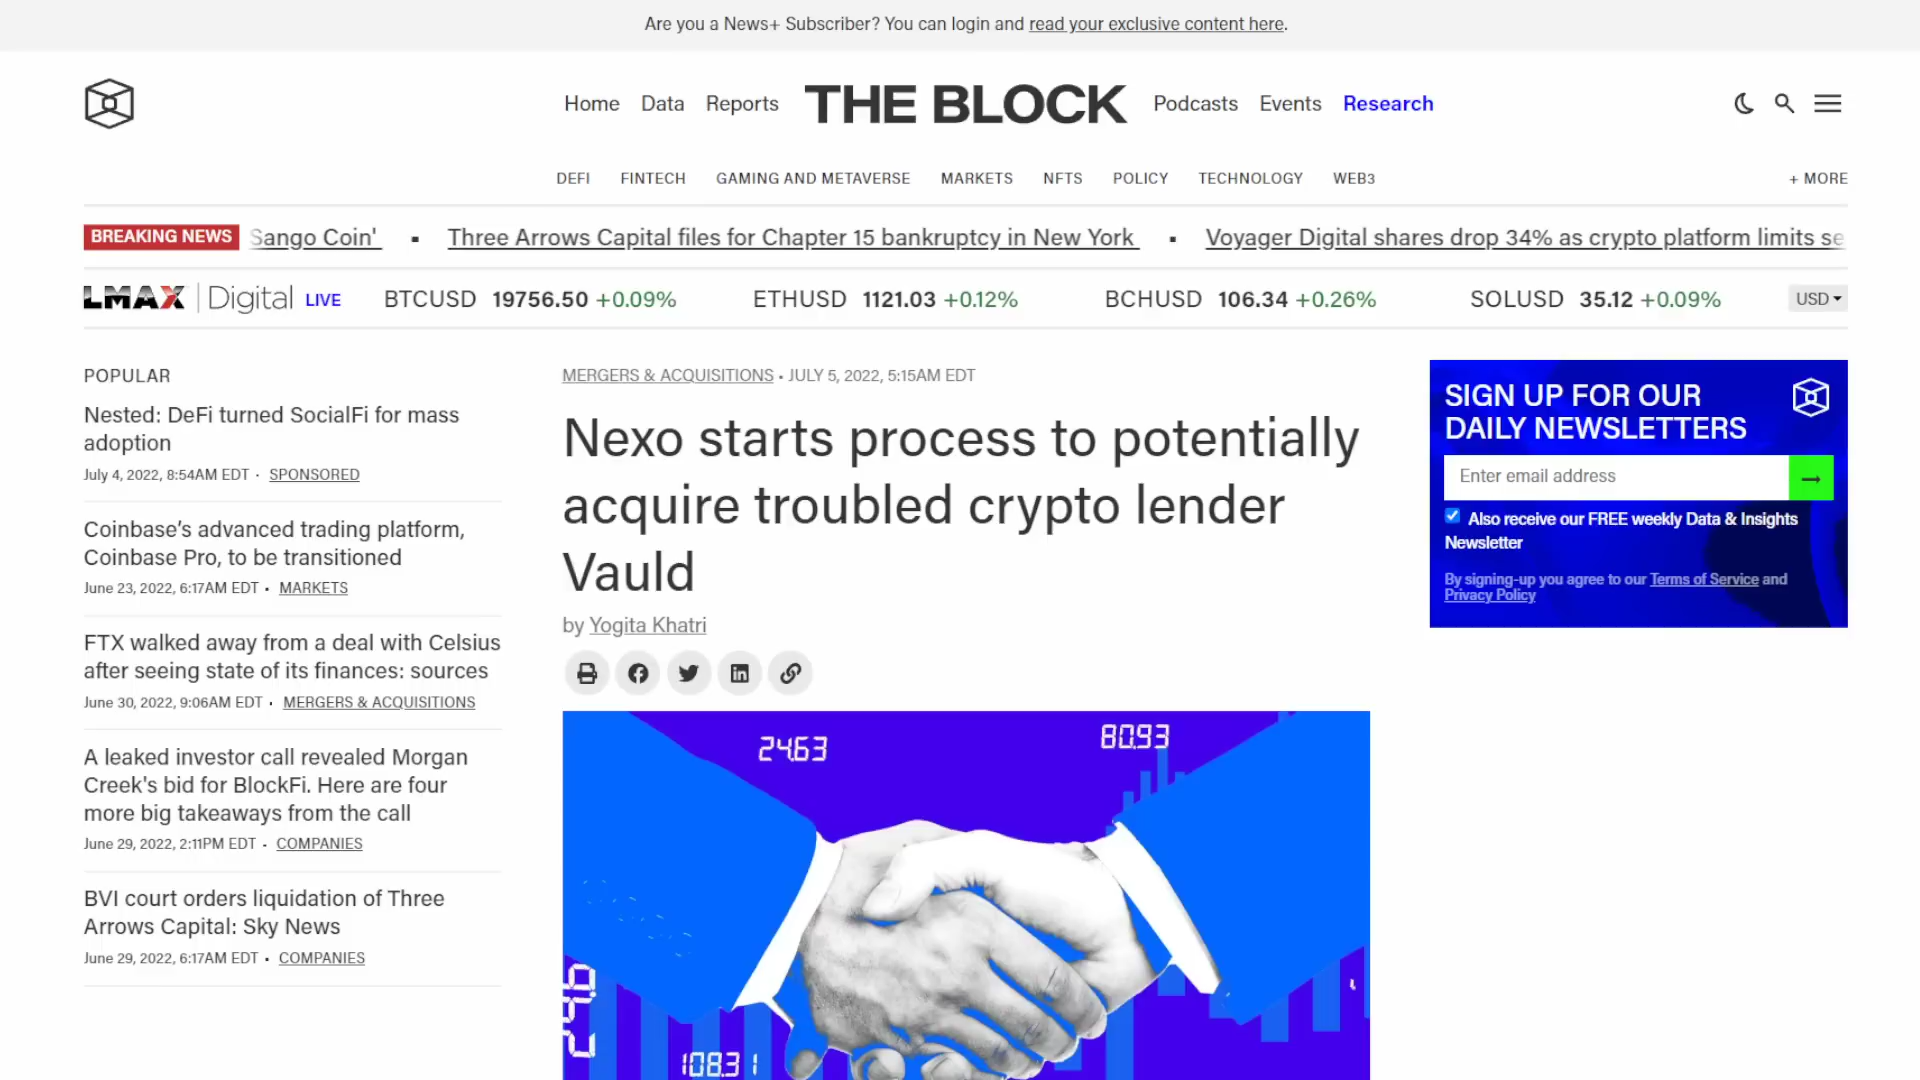 Are you a News+ Subscriber? You can login and read your exclusive content here.
Home Data Reports THE BLOCK Podcasts Events Research
DEFI FINTECH GAMING AND METAVERSE MARKETS NFTS POLICY TECHNOLOGY WEB3 + MORE
BREAKING NEWS Sango Coin' ▪ Three Arrows Capital files for Chapter 15 bankruptcy in New York ▪ Voyager Digital shares drop 34% as crypto platform limits se
LMAX Digital LIVE BTCUSD 19756.50 +0.09% ETHUSD 1121.03 +0.12% BCHUSD 106.34 +0.26% SOLUSD 35.12 +0.09% USD
POPULAR
Nested: DeFi turned SocialFi for mass
adoption
July 4, 2022, 8:54AM EDT · SPONSORED
Coinbase's advanced trading platform,
Coinbase Pro, to be transitioned
June 23, 2022, 6:17AM EDT · MARKETS
FTX walked away from a deal with Celsius
after seeing state of its finances: sources
June 30, 2022, 9:06AM EDT · MERGERS & ACQUISITIONS
A leaked investor call revealed Morgan
Creek's bid for BlockFi. Here are four
more big takeaways from the call
June 29, 2022, 2:11PM EDT · COMPANIES
BVI court orders liquidation of Three
Arrows Capital: Sky News
June 29, 2022, 6:17AM EDT · COMPANIES
MERGERS & ACQUISITIONS • JULY 5, 2022, 5:15AM EDT
Nexo starts process to potentially
acquire troubled crypto lender
Vauld
by Yogita Khatri
24.63
80.93
108.31
SIGN UP FOR OUR
DAILY NEWSLETTERS
Enter email address →
Also receive our FREE weekly Data & Insights
Newsletter
By signing-up you agree to our Terms of Service and
Privacy Policy